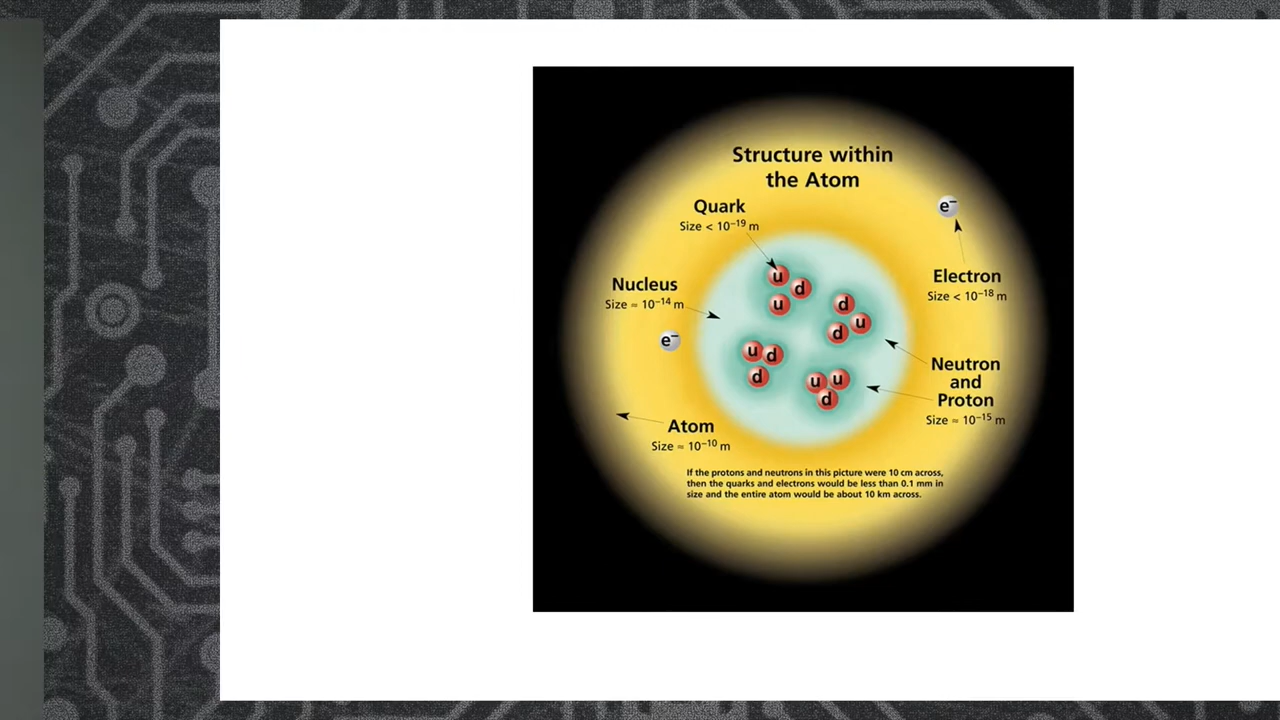 Structure within
the Atom
Quark
Size < 10⁻¹⁹ m
e⁻
Nucleus
Size ≈ 10⁻¹⁴ m
Electron
Size < 10⁻¹⁸ m
u
d
u
d
u
d
e⁻
u
d
d
u
u
d
Neutron
and
Proton
Size ≈ 10⁻¹⁵ m
Atom
Size ≈ 10⁻¹⁰ m
If the protons and neutrons in this picture were 10 cm across,
then the quarks and electrons would be less than 0.1 mm in
size and the entire atom would be about 10 km across.